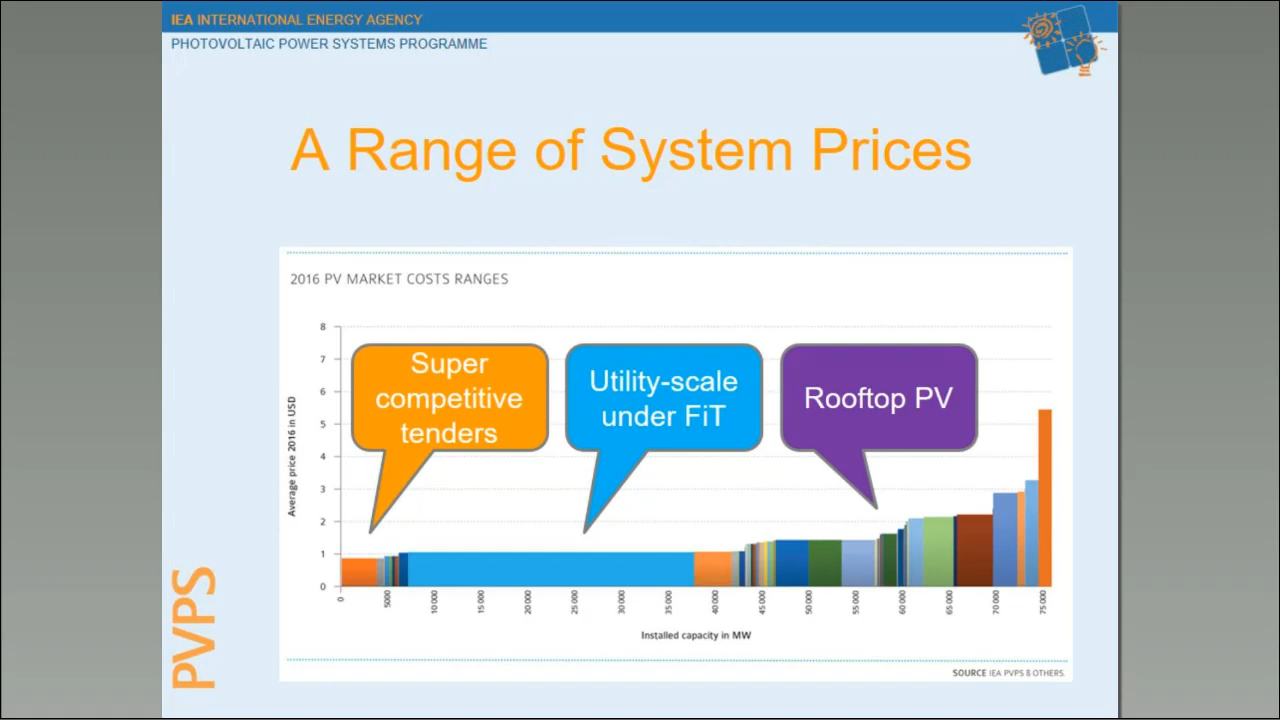 IEA INTERNATIONAL ENERGY AGENCY
PHOTOVOLTAIC POWER SYSTEMS PROGRAMME
A Range of System Prices
2016 PV MARKET COSTS RANGES
Super
competitive
tenders
Utility-scale
under FiT
Rooftop PV
Average price 2016 in USD
8
7
6
5
4
3
2
1
0
0
5000
10 000
15 000
20 000
25 000
30 000
35 000
40 000
45 000
50 000
55 000
60 000
65 000
70 000
75 000
Installed capacity in MW
SOURCE IEA PVPS & OTHERS.
PVPS